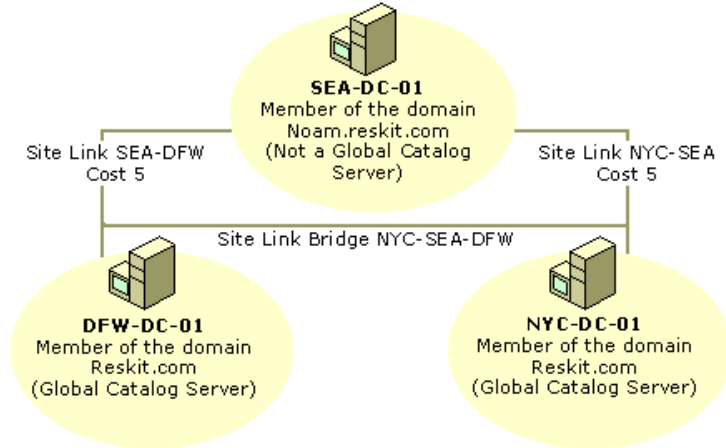 SEA-DC-01
Member of the domain
Noam.reskit.com
(Not a Global Catalog
Server)
Site Link SEA-DFW
Cost 5
Site Link NYC-SEA
Cost 5
Site Link Bridge NYC-SEA-DFW
DFW-DC-01
Member of the domain
Reskit.com
(Global Catalog Server)
NYC-DC-01
Member of the domain
Reskit.com
(Global Catalog Server)